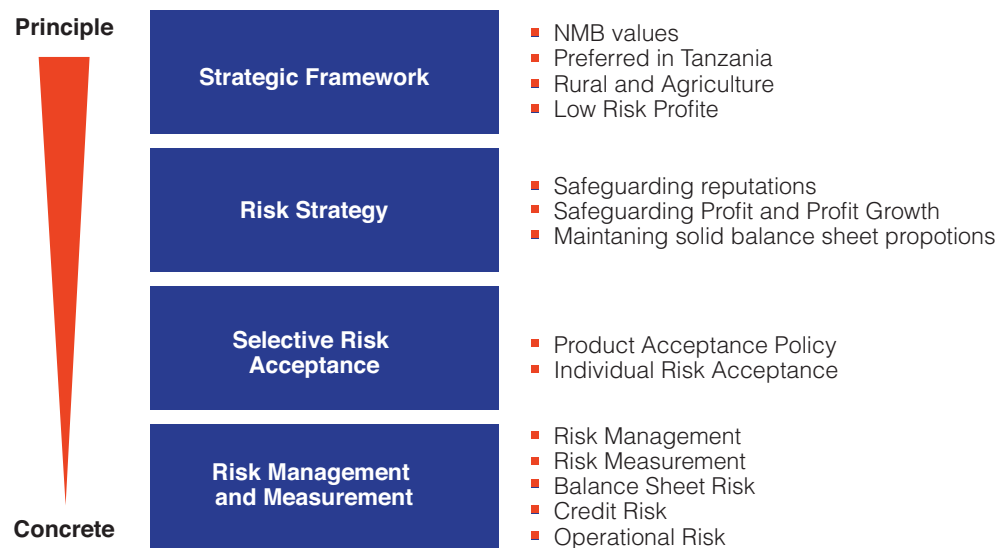 Principle
Strategic Framework
NMB values
Preferred in Tanzania
Rural and Agriculture
Low Risk Profite
Risk Strategy
Safeguarding reputations
Safeguarding Profit and Profit Growth
Maintaning solid balance sheet propotions
Selective Risk
Acceptance
Product Acceptance Policy
Individual Risk Acceptance
Risk Management
and Measurement
Risk Management
Risk Measurement
Balance Sheet Risk
Credit Risk
Operational Risk
Concrete